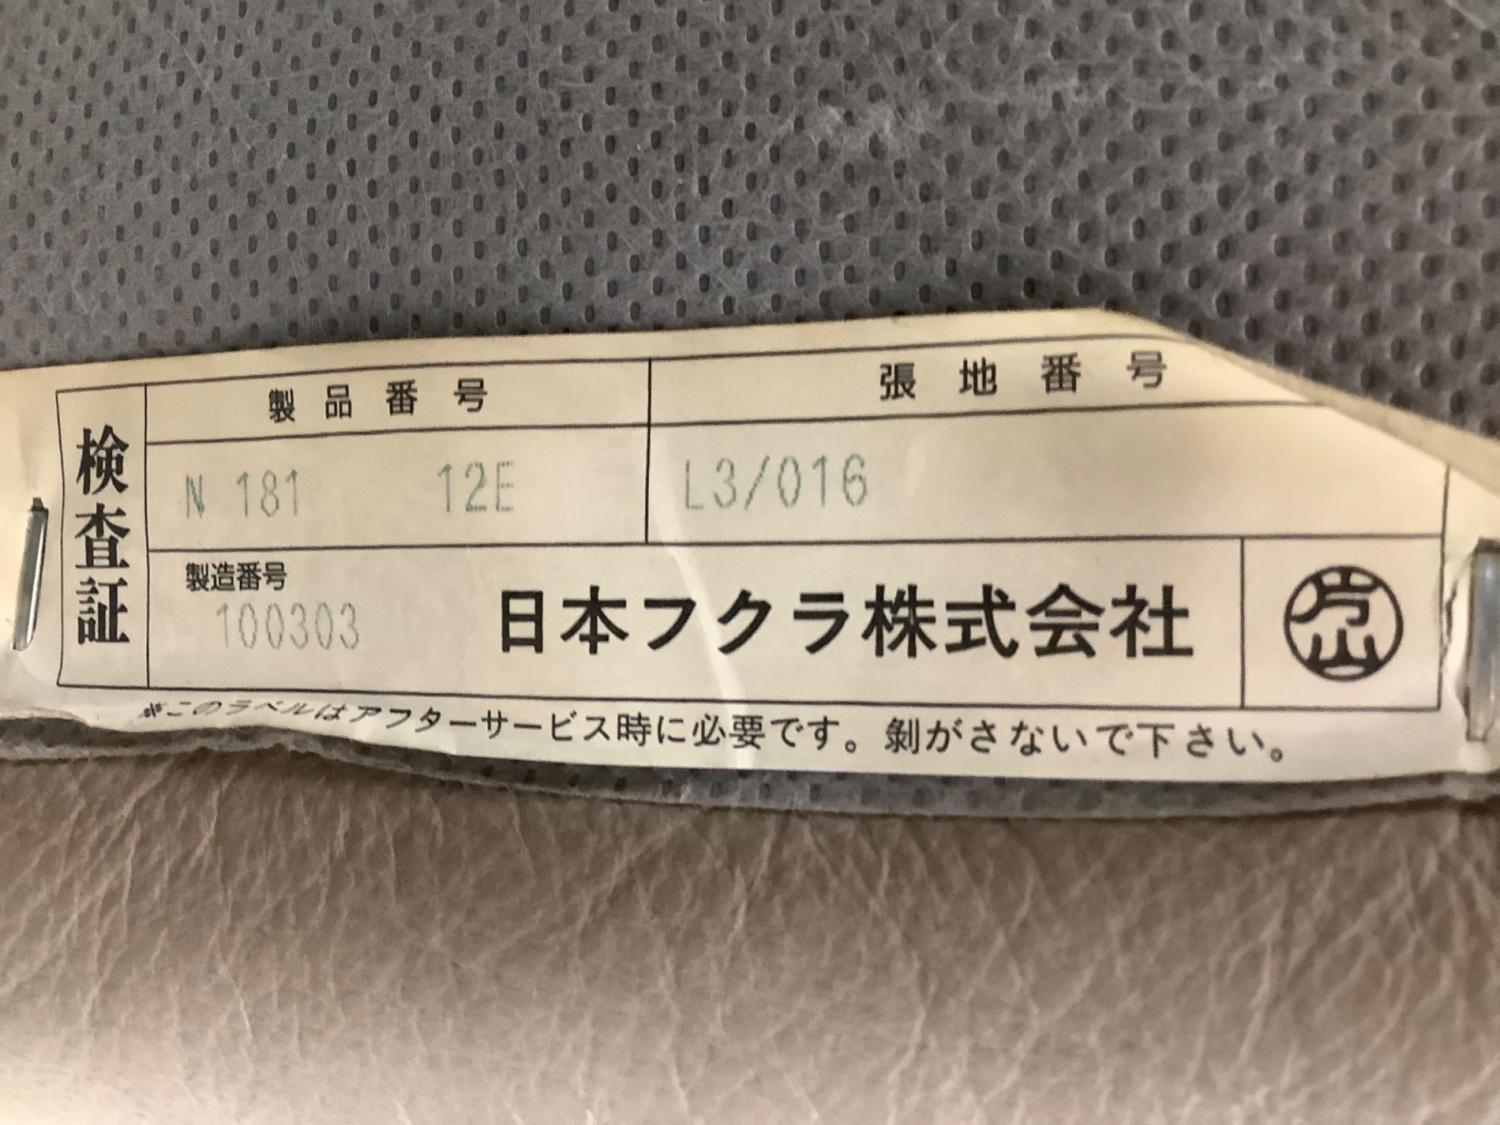 検査証
製品番号 張地番号
N 181 12E L3/016
製造番号
100303
日本フクラ株式会社
片山
※このラベルはアフターサービス時に必要です。剝がさないで下さい。